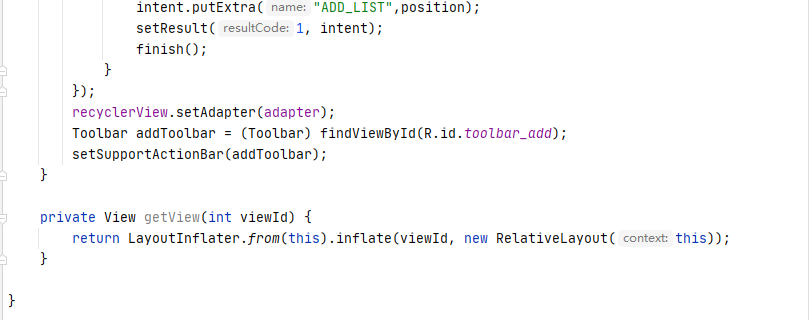 intent.putExtra( name: "ADD_LIST",position);
setResult( resultCode: 1, intent);
finish();
}
});
recyclerView.setAdapter(adapter);
Toolbar addToolbar = (Toolbar) findViewById(R.id.toolbar_add);
setSupportActionBar(addToolbar);
}
private View getView(int viewId) {
return LayoutInflater.from(this).inflate(viewId, new RelativeLayout( context: this));
}
}